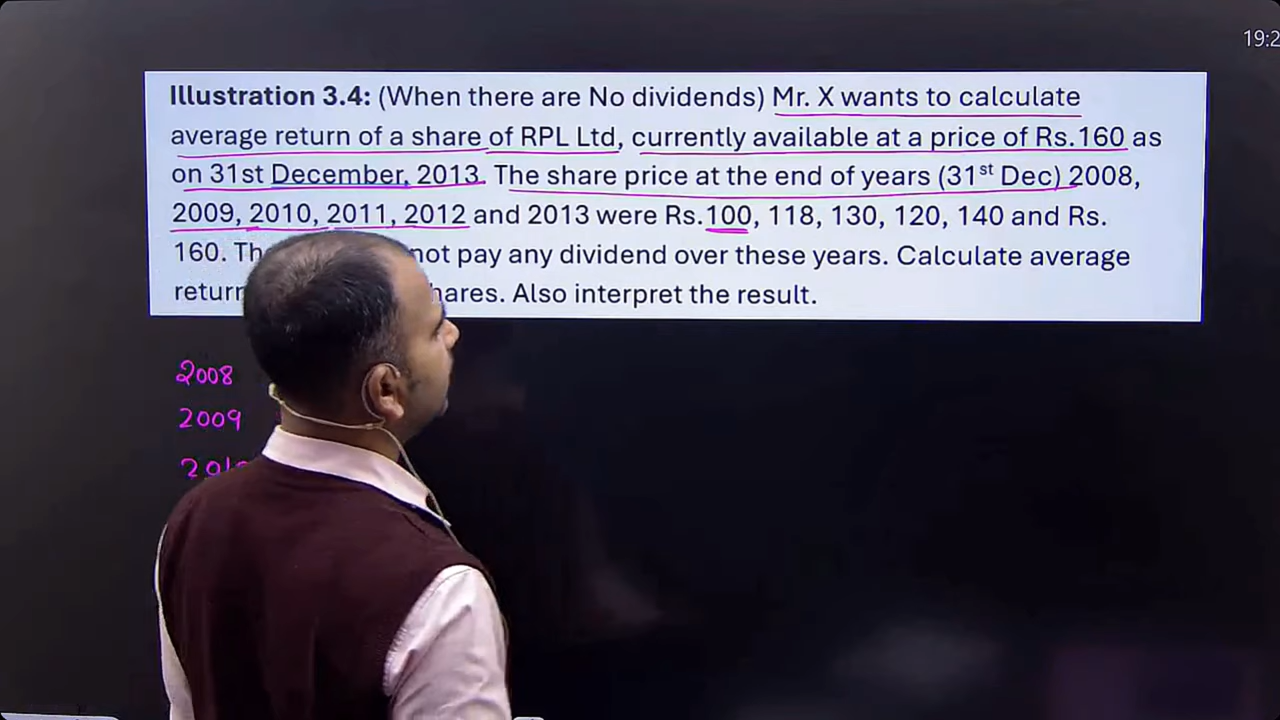 19:2
Illustration 3.4: (When there are No dividends) Mr. X wants to calculate
average return of a share of RPL Ltd, currently available at a price of Rs.160 as
on 31st December, 2013. The share price at the end of years (31st Dec) 2008,
2009, 2010, 2011, 2012 and 2013 were Rs.100, 118, 130, 120, 140 and Rs.
160. Th not pay any dividend over these years. Calculate average
return hares. Also interpret the result.
2008
2009